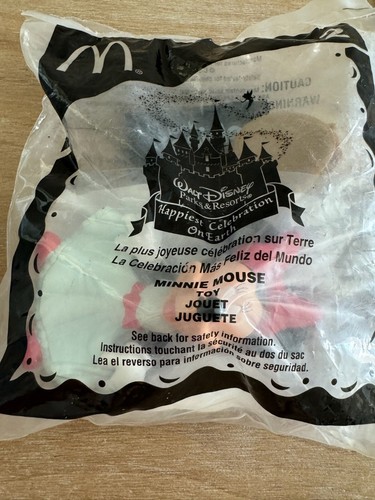 M®
CAUTION:
WARNING
WALT DISNEY
Parks & Resorts
Happiest Celebration
On Earth
La plus joyeuse célébration sur Terre
La Celebración Más Feliz del Mundo
MINNIE MOUSE
TOY
JOUET
JUGUETE
See back for safety information.
Instructions touchant la sécurité au dos du sac
Lea el reverso para información sobre seguridad.